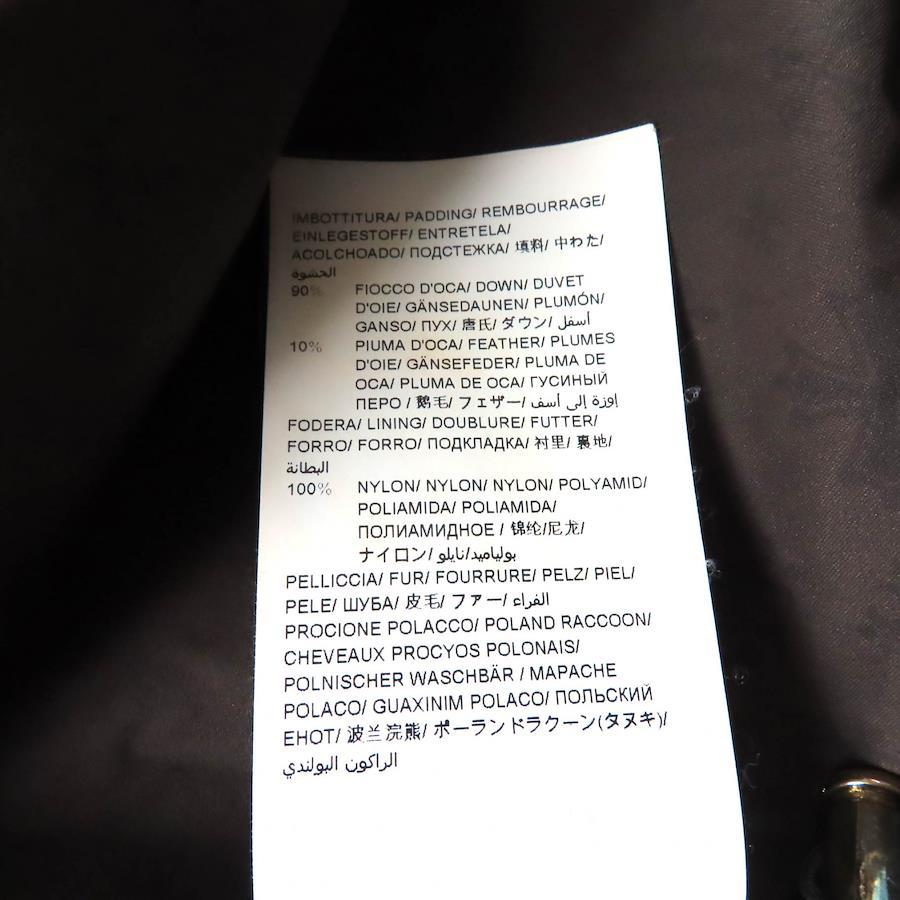 IMBOTTITURA/ PADDING/ REMBOURRAGE/
EINLEGESTOFF/ ENTRETELA/
ACOLCHOADO/ ПОДСТЕЖКА/ 填料/ 中わた/
الحشوة
90% FIOCCO D'OCA/ DOWN/ DUVET
D'OIE/ GÄNSEDAUNEN/ PLUMÓN/
GANSO/ ПУХ/ 唐氏/ ダウン/ أسفل
10% PIUMA D'OCA/ FEATHER/ PLUMES
D'OIE/ GÄNSEFEDER/ PLUMA DE
OCA/ PLUMA DE OCA/ ГУСИНЫЙ
ПЕРО / 鹅毛/ フェザー/ إوزة إلى أسف
FODERA/ LINING/ DOUBLURE/ FUTTER/
FORRO/ FORRO/ ПОДКЛАДКА/ 衬里/ 裏地/
البطانة
100% NYLON/ NYLON/ NYLON/ POLYAMID/
POLIAMIDA/ POLIAMIDA/
ПОЛИАМИДНОЕ / 锦纶/尼龙/
ナイロン/ بولياميد/نايلو
PELLICCIA/ FUR/ FOURRURE/ PELZ/ PIEL/
PELE/ ШУБА/ 皮毛/ ファー/ الفراء
PROCIONE POLACCO/ POLAND RACCOON/
CHEVEAUX PROCYOS POLONAIS/
POLNISCHER WASCHBÄR / MAPACHE
POLACO/ GUAXINIM POLACO/ ПОЛЬСКИЙ
ЕНОТ/ 波兰浣熊/ ポーランドラクーン(タヌキ)/
الراكون البولندي